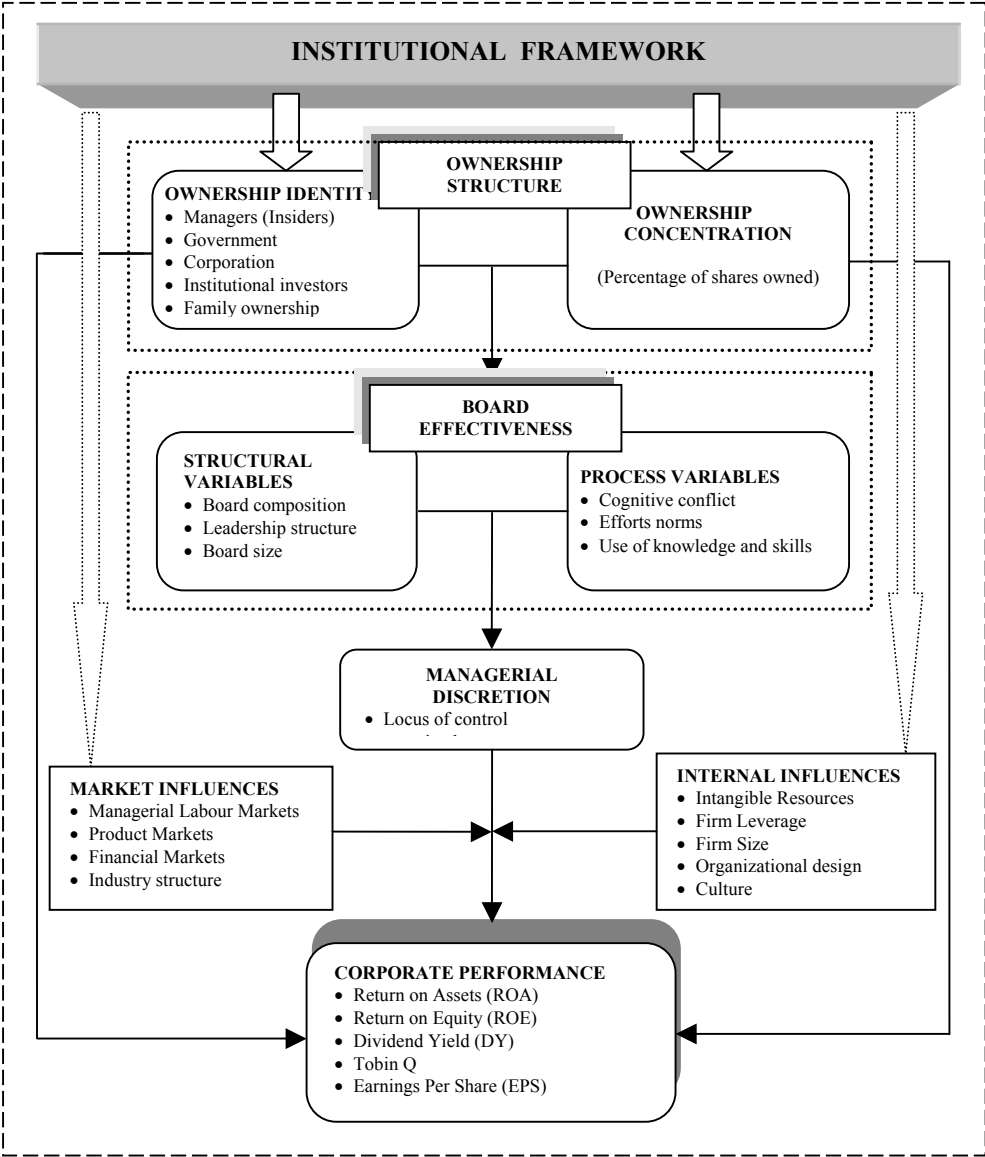 INSTITUTIONAL FRAMEWORK
OWNERSHIP
STRUCTURE
OWNERSHIP IDENTITY
• Managers (Insiders)
• Government
• Corporation
• Institutional investors
• Family ownership
OWNERSHIP
CONCENTRATION
(Percentage of shares owned)
BOARD
EFFECTIVENESS
STRUCTURAL
VARIABLES
• Board composition
• Leadership structure
• Board size
PROCESS VARIABLES
• Cognitive conflict
• Efforts norms
• Use of knowledge and skills
MANAGERIAL
DISCRETION
• Locus of control
MARKET INFLUENCES
• Managerial Labour Markets
• Product Markets
• Financial Markets
• Industry structure
INTERNAL INFLUENCES
• Intangible Resources
• Firm Leverage
• Firm Size
• Organizational design
• Culture
CORPORATE PERFORMANCE
• Return on Assets (ROA)
• Return on Equity (ROE)
• Dividend Yield (DY)
• Tobin Q
• Earnings Per Share (EPS)